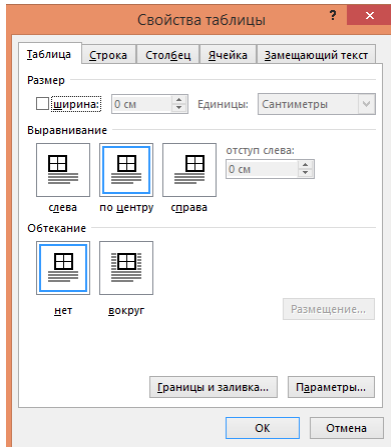 Свойства таблицы ? ×
Таблица Строка Столбец Ячейка Замещающий текст
Размер
ширина: 0 см Единицы: Сантиметры
Выравнивание
отступ слева:
0 см
слева по центру справа
Обтекание
нет вокруг
Размещение...
Границы и заливка... Параметры...
ОК Отмена